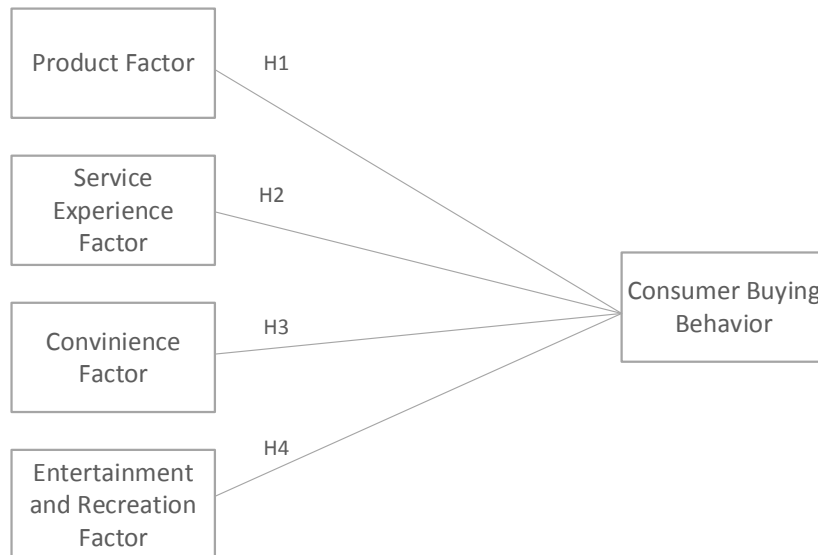 Product Factor
H1
Service
Experience
Factor
H2
Convinience
Factor
H3
Entertainment
and Recreation
Factor
H4
Consumer Buying
Behavior